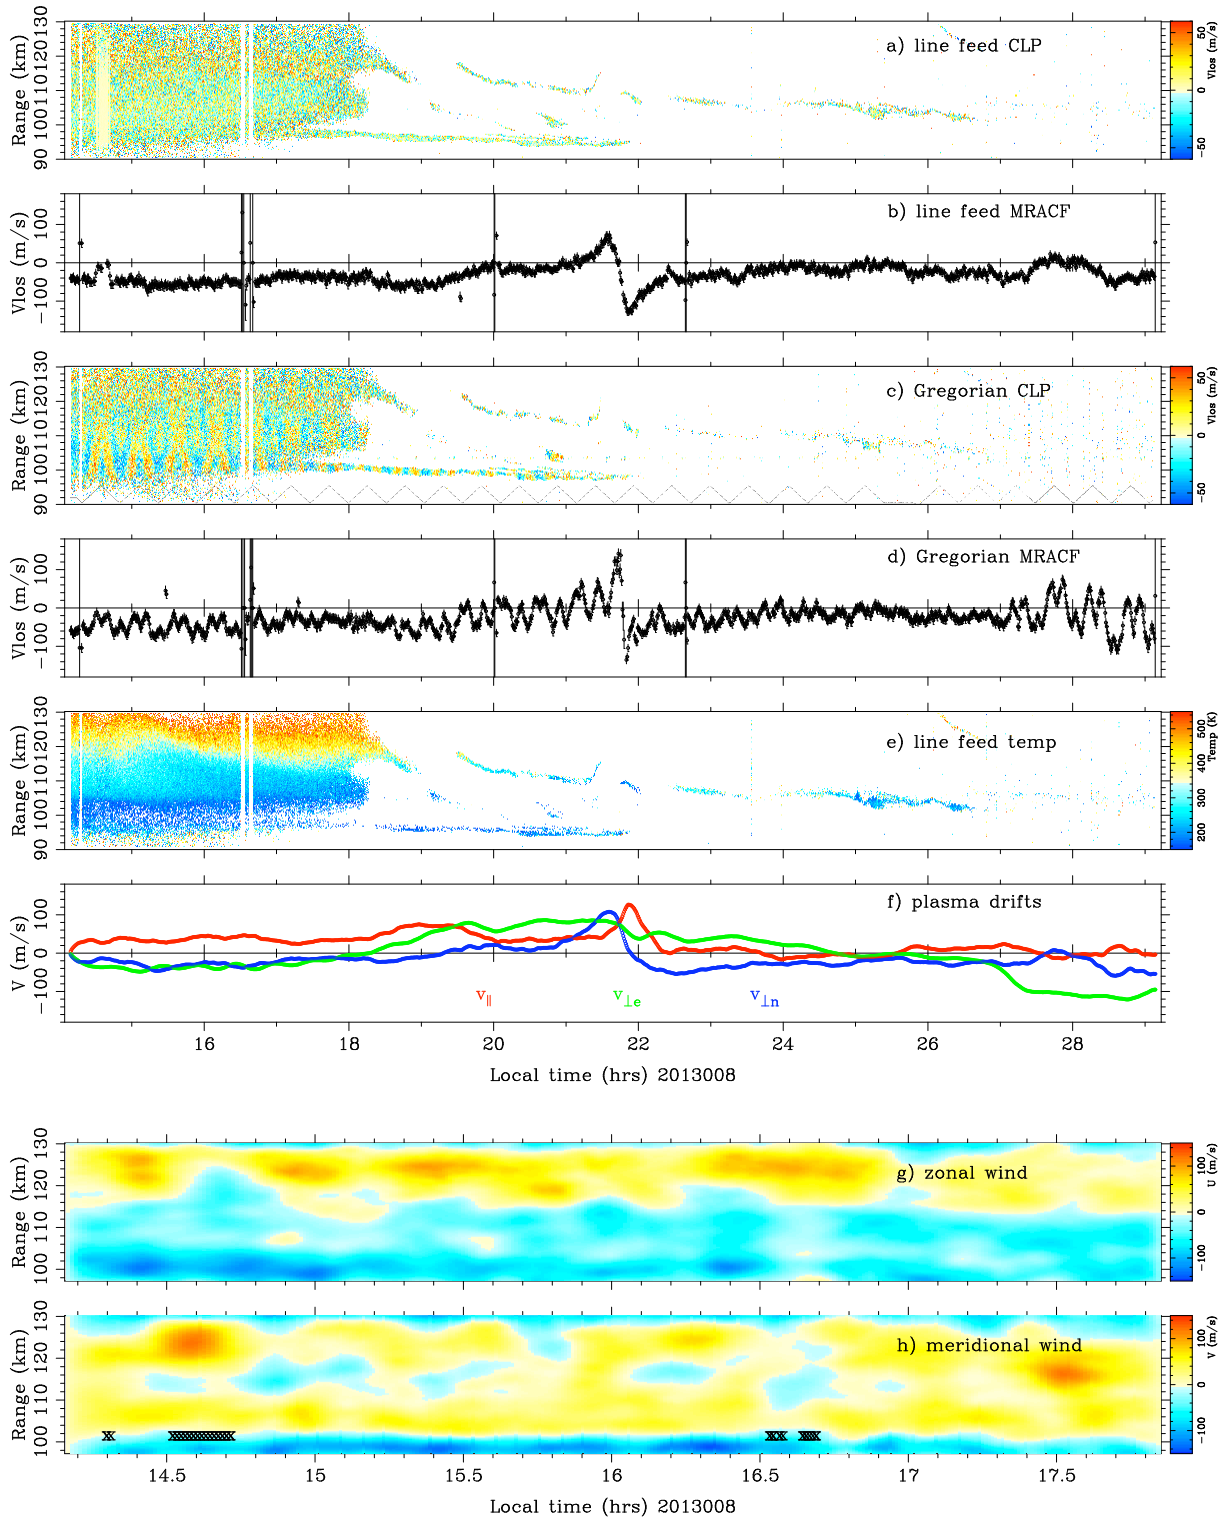 a) line feed CLP
Range (km)
90 100 110 120 130
Vlos (m/s)
−50 0 50
b) line feed MRACF
Vlos (m/s)
−100 0 100
c) Gregorian CLP
Range (km)
90 100 110 120 130
Vlos (m/s)
−50 0 50
d) Gregorian MRACF
Vlos (m/s)
−100 0 100
e) line feed temp
Range (km)
90 100 110 120 130
Temp (K)
200 300 400 500
f) plasma drifts
V (m/s)
−100 0 100
v∥ v⊥e v⊥n
16 18 20 22 24 26 28
Local time (hrs) 2013008
g) zonal wind
Range (km)
100 110 120 130
U (m/s)
−100 0 100
h) meridional wind
Range (km)
100 110 120 130
V (m/s)
−100 0 100
14.5 15 15.5 16 16.5 17 17.5
Local time (hrs) 2013008